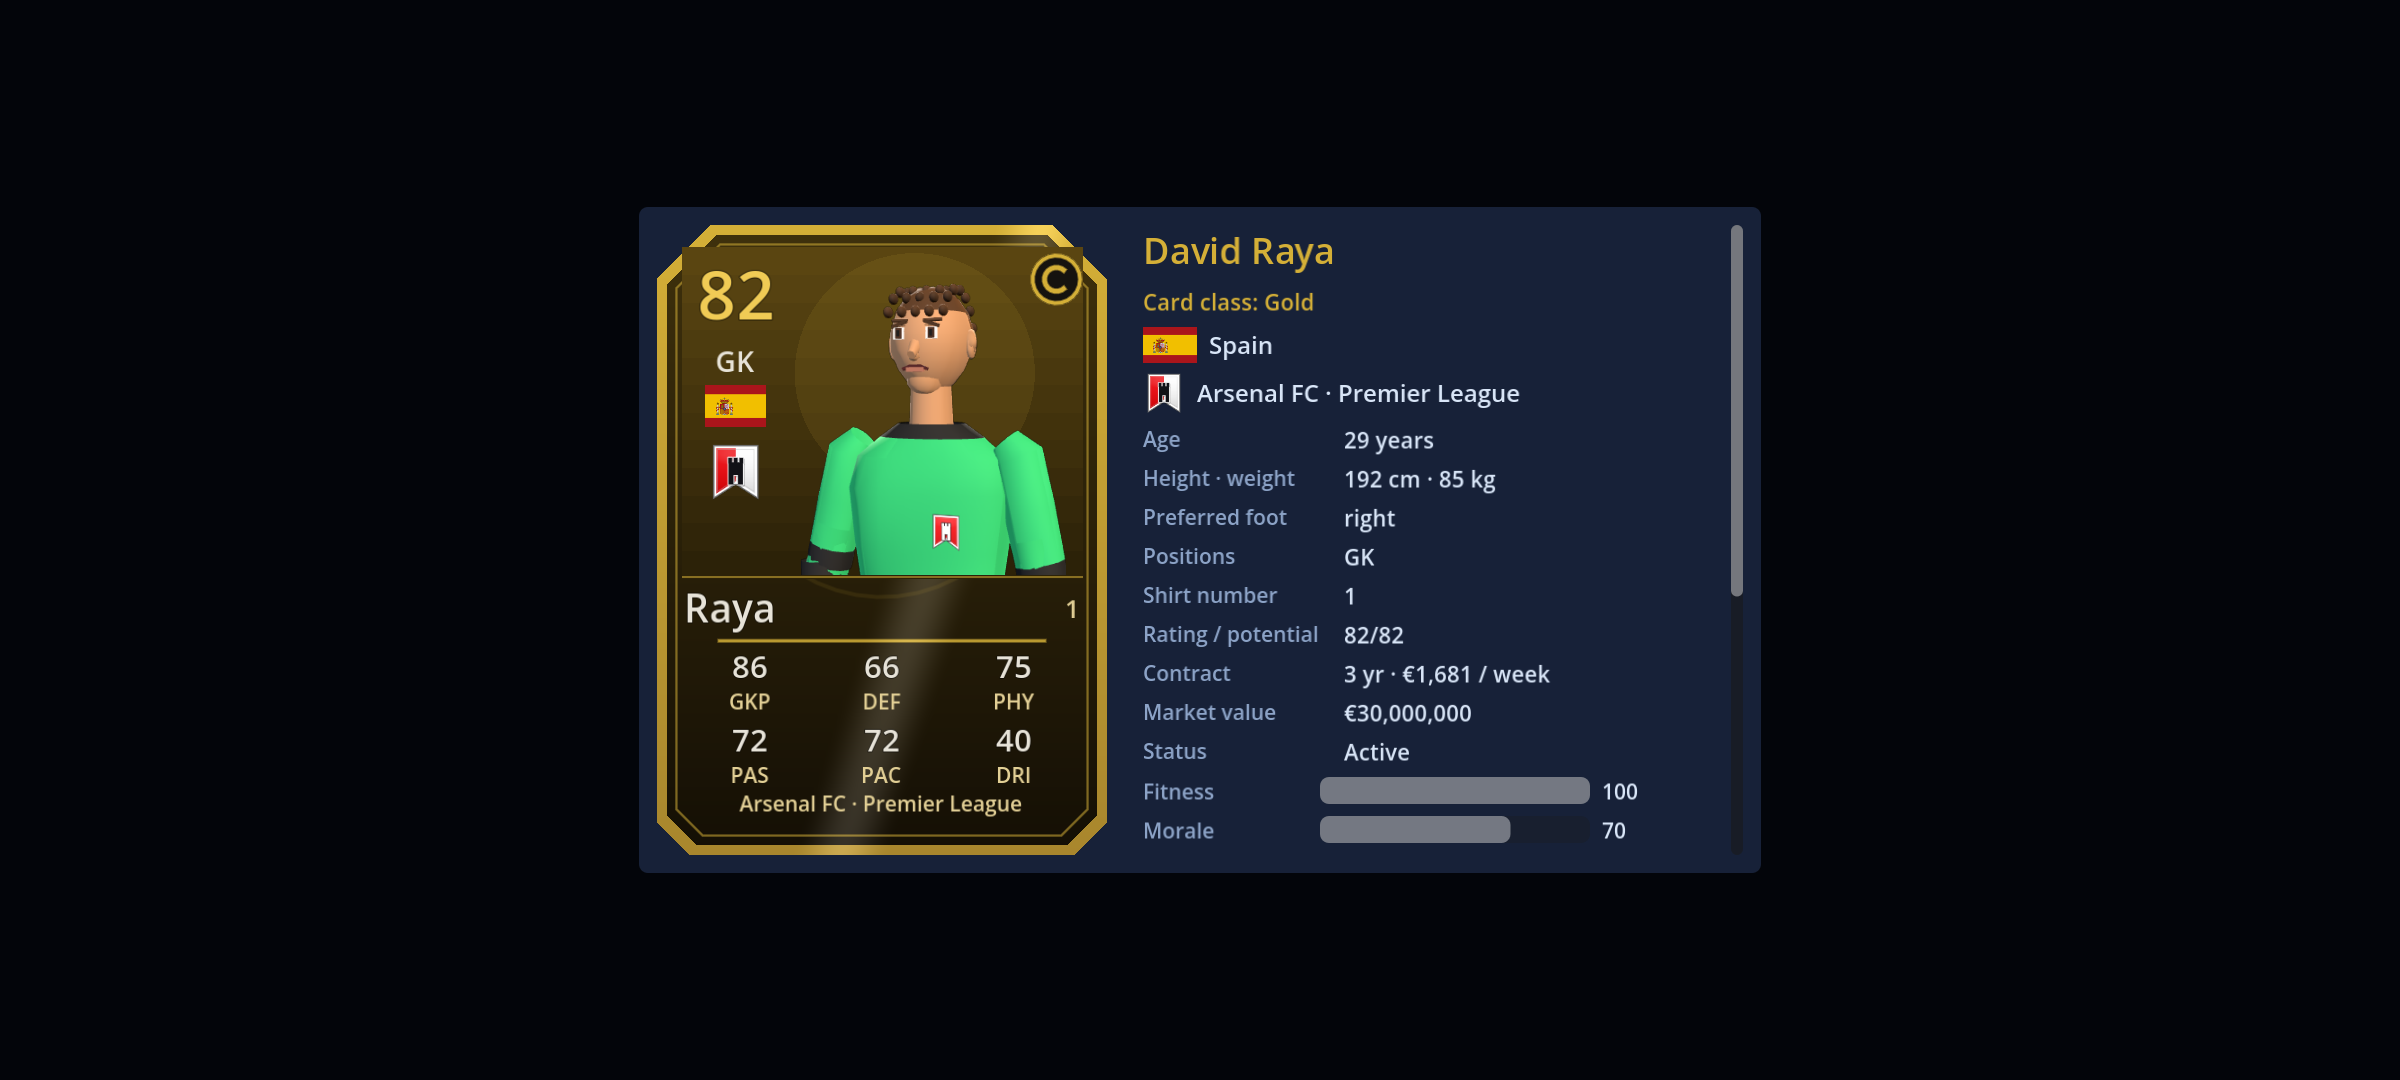 82
C
GK
Raya
1
86 66 75
GKP DEF PHY
72 72 40
PAS PAC DRI
Arsenal FC · Premier League
David Raya
Card class: Gold
Spain
Arsenal FC · Premier League
Age 29 years
Height · weight 192 cm · 85 kg
Preferred foot right
Positions GK
Shirt number 1
Rating / potential 82/82
Contract 3 yr · €1,681 / week
Market value €30,000,000
Status Active
Fitness 100
Morale 70